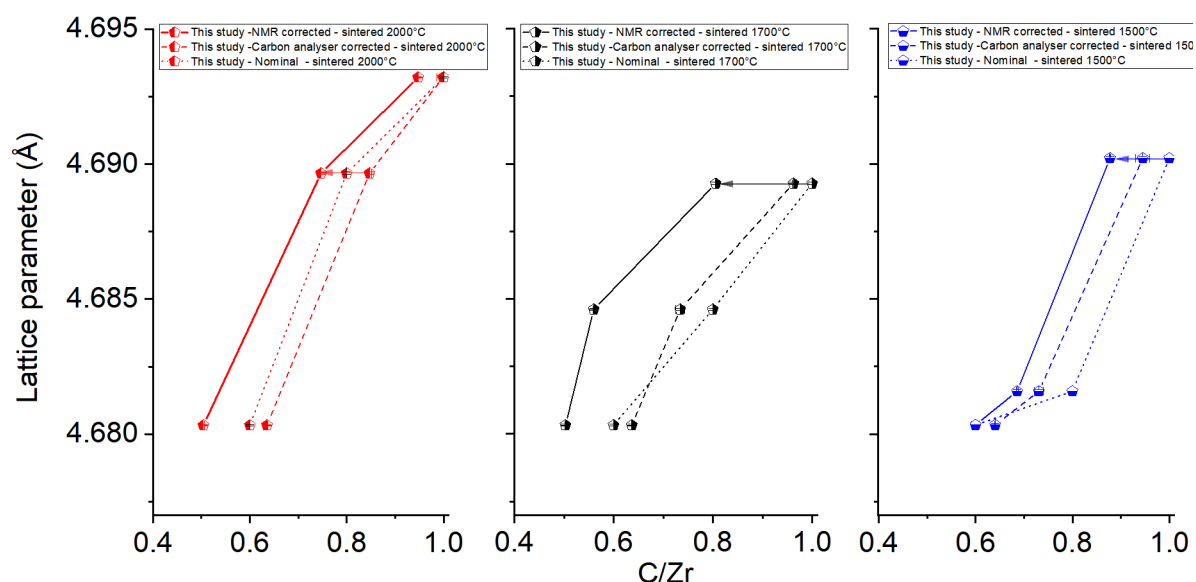 This study -NMR corrected - sintered 2000°C
This study -Carbon analyser corrected - sintered 2000°C
This study - Nominal - sintered 2000°C
This study - NMR corrected - sintered 1700°C
This study -Carbon analyser corrected - sintered 1700°C
This study - Nominal - sintered 1700°C
This study - NMR corrected - sintered 1500°C
This study -Carbon analyser corrected - sintered 150
This study - Nominal - sintered 1500°C
Lattice parameter (Å)
4.695
4.690
4.685
4.680
0.4 0.6 0.8 1.0
0.4 0.6 0.8 1.0
0.4 0.6 0.8 1.0
C/Zr